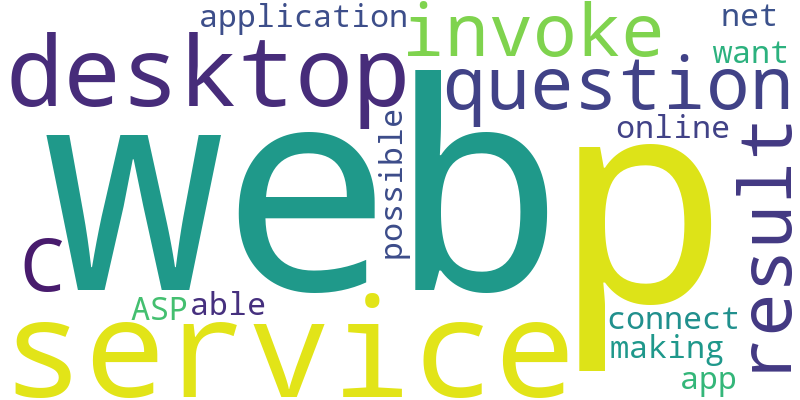 application
invoke
net
desktop
want
question
web
p
possible
online
result
C
ASP
able
service
connect
making
app